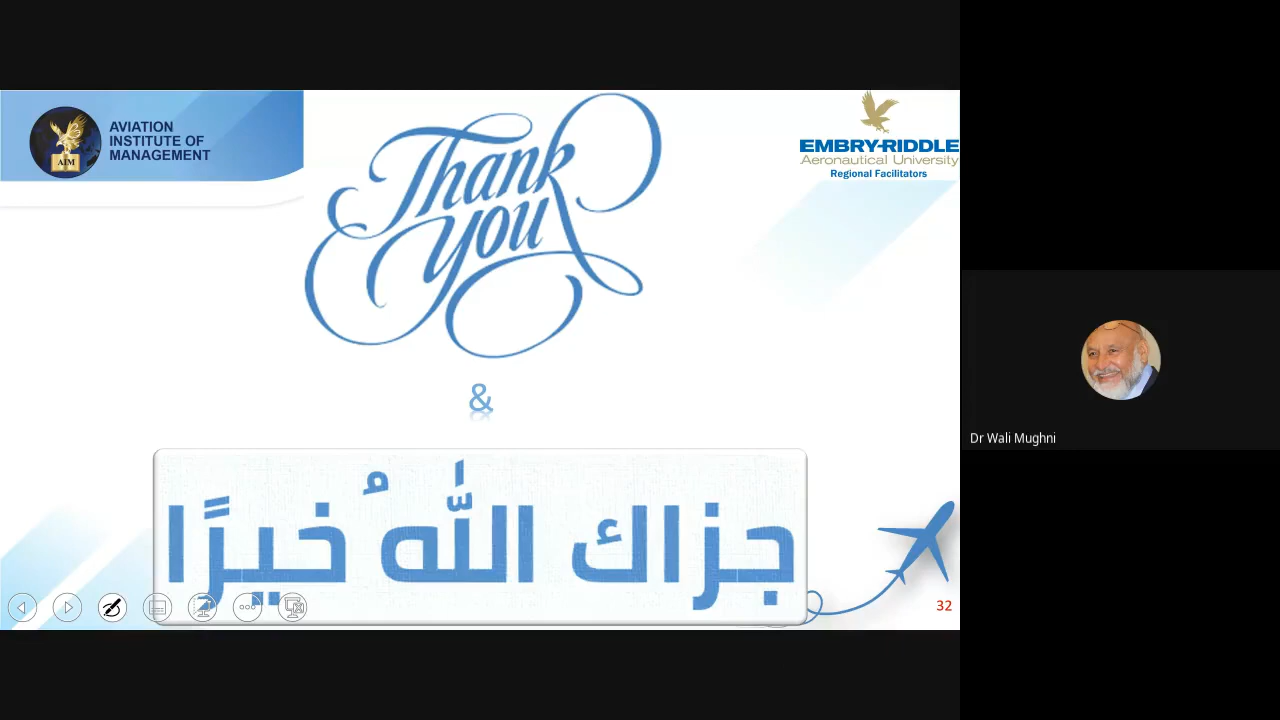 AVIATION
INSTITUTE OF
MANAGEMENT
AIM
EMBRY-RIDDLE
Aeronautical University
Regional Facilitators
Thank
you
&
جزاك اللّٰهُ خيرًا
32
Dr Wali Mughni